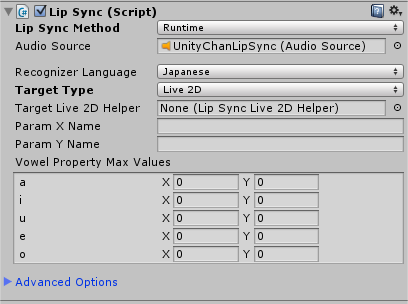 Lip Sync (Script)
Lip Sync Method Runtime
Audio Source UnityChanLipSync (Audio Source)
Recognizer Language Japanese
Target Type Live 2D
Target Live 2D Helper None (Lip Sync Live 2D Helper)
Param X Name
Param Y Name
Vowel Property Max Values
a X 0 Y 0
i X 0 Y 0
u X 0 Y 0
e X 0 Y 0
o X 0 Y 0
Advanced Options